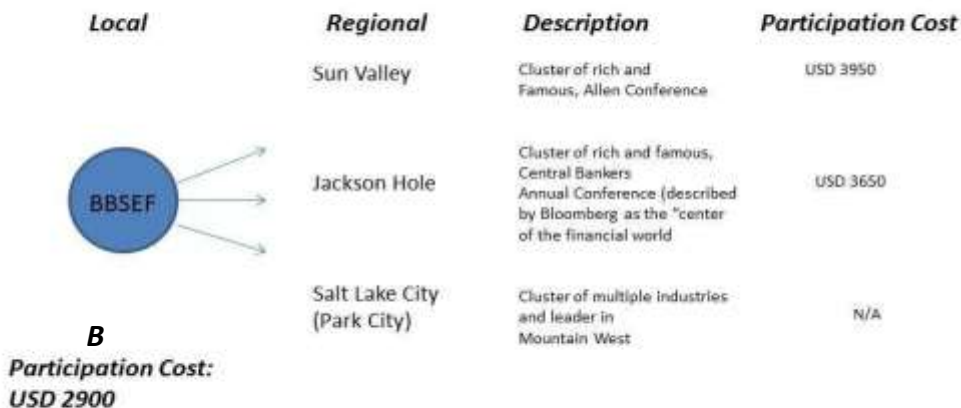 Local Regional Description Participation Cost
Sun Valley
Cluster of rich and
Famous, Allen Conference
USD 3950
BBSEF
Jackson Hole
Cluster of rich and famous,
Central Bankers
Annual Conference (described
by Bloomberg as the "center
of the financial world
USD 3650
Salt Lake City
(Park City)
Cluster of multiple industries
and leader in
Mountain West
N/A
B
Participation Cost:
USD 2900